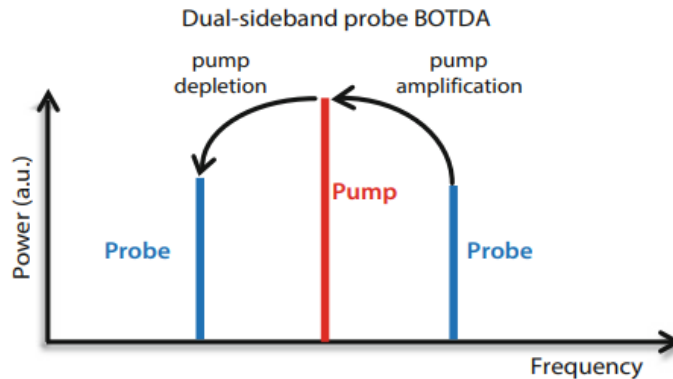 Dual-sideband probe BOTDA
pump
depletion
pump
amplification
Power (a.u.)
Pump
Probe
Probe
Frequency